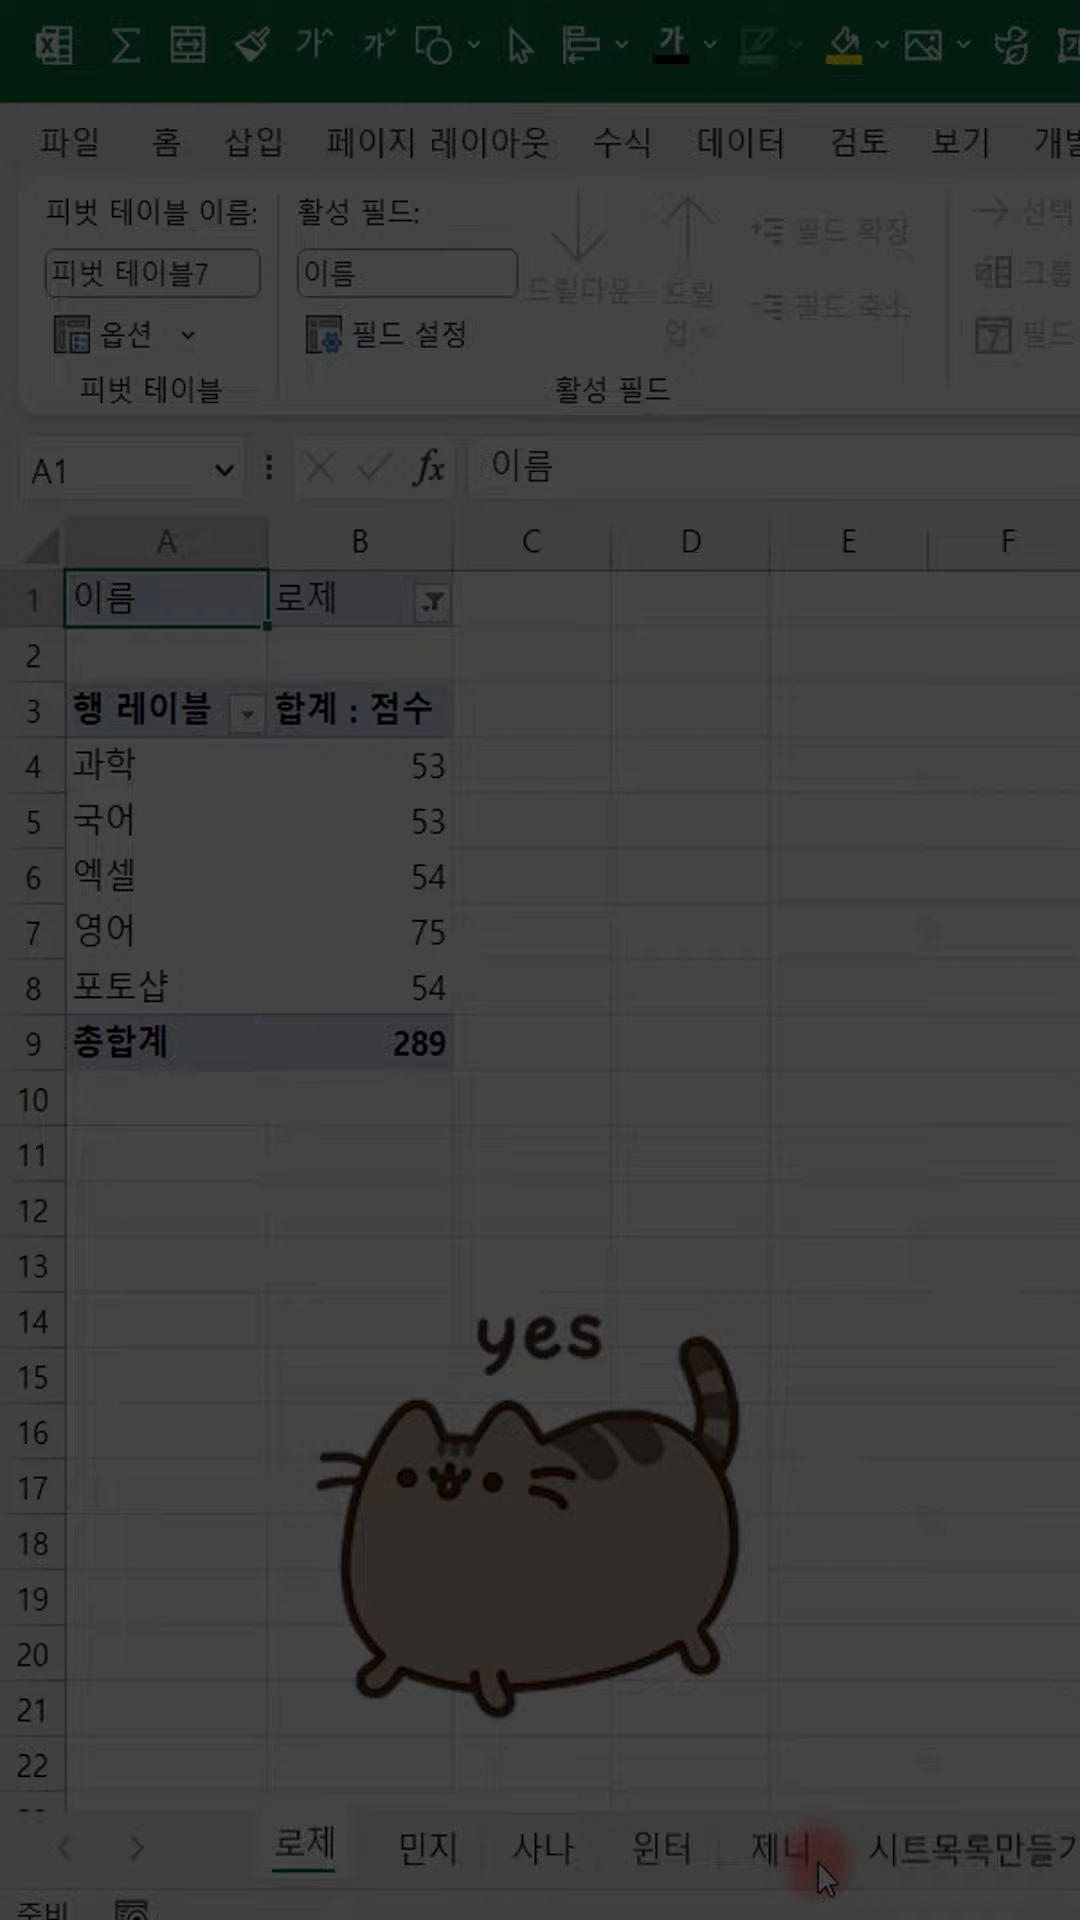 가 가 가
파일 홈 삽입 페이지 레이아웃 수식 데이터 검토 보기
피벗 테이블 이름: 활성 필드:
피벗 테이블7 이름 드릴다운 드릴 업 필드 확장 선택
옵션 필드 설정 필드 축소 그룹 7 필드
피벗 테이블 활성 필드
A1 fx 이름
A B C D E F
1 이름 로제
2
3 행 레이블 합계 : 점수
4 과학 53
5 국어 53
6 엑셀 54
7 영어 75
8 포토샵 54
9 총합계 289
10
11
12
13
14
yes
15
16
17
18
19
20
21
22
로제 민지 사나 윈터 제니 시트목록만들기
준비